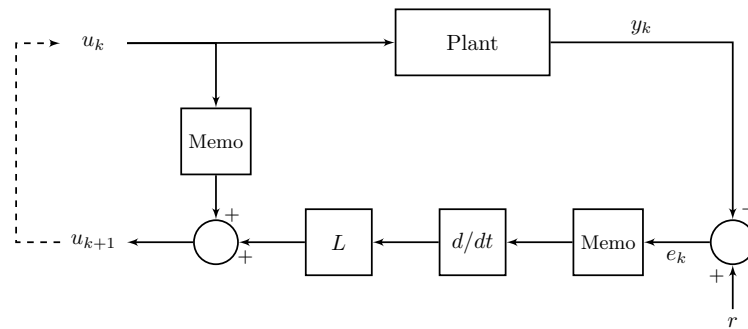 u_k
Plant
y_k
Memo
+
−
u_{k+1}
+
L
d/dt
Memo
e_k
+
r